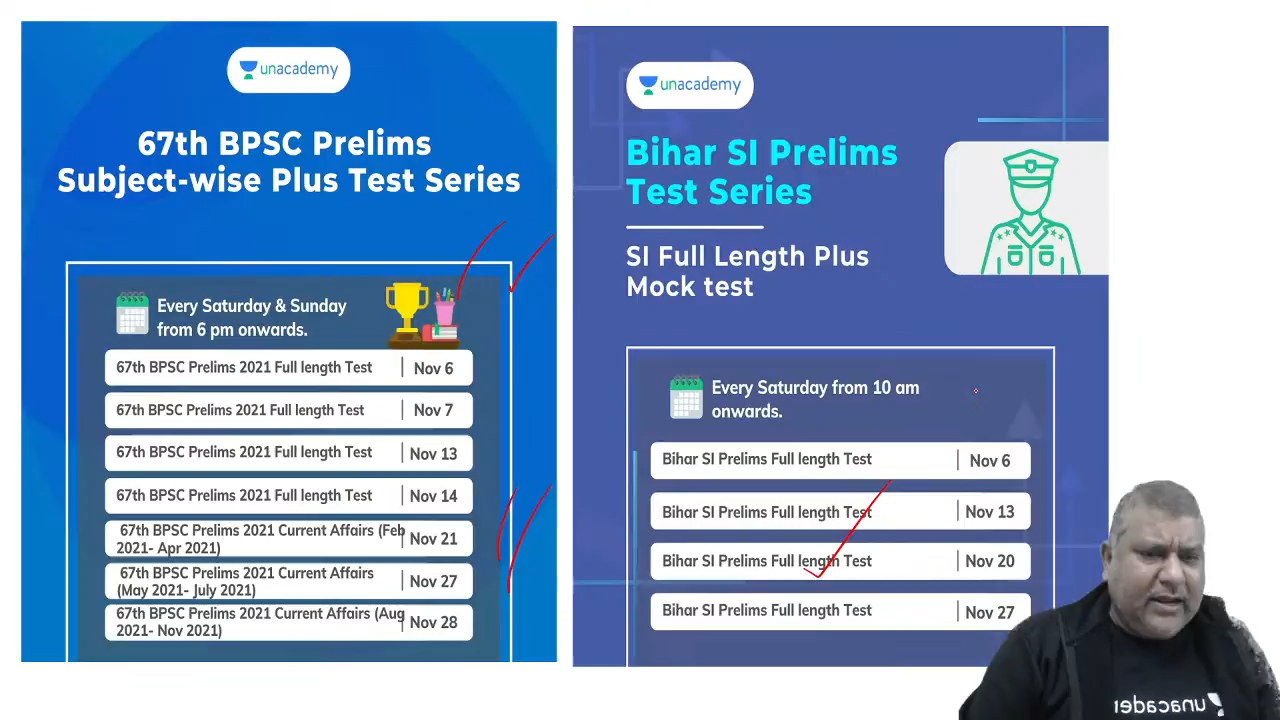 unacademy
67th BPSC Prelims
Subject-wise Plus Test Series
Every Saturday & Sunday
from 6 pm onwards.
67th BPSC Prelims 2021 Full length Test | Nov 6
67th BPSC Prelims 2021 Full length Test | Nov 7
67th BPSC Prelims 2021 Full length Test | Nov 13
67th BPSC Prelims 2021 Full length Test | Nov 14
67th BPSC Prelims 2021 Current Affairs (Feb
2021- Apr 2021) | Nov 21
67th BPSC Prelims 2021 Current Affairs
(May 2021- July 2021) | Nov 27
67th BPSC Prelims 2021 Current Affairs (Aug
2021- Nov 2021) | Nov 28
unacademy
Bihar SI Prelims
Test Series
SI Full Length Plus
Mock test
Every Saturday from 10 am
onwards.
Bihar SI Prelims Full length Test | Nov 6
Bihar SI Prelims Full length Test | Nov 13
Bihar SI Prelims Full length Test | Nov 20
Bihar SI Prelims Full length Test | Nov 27
unacader